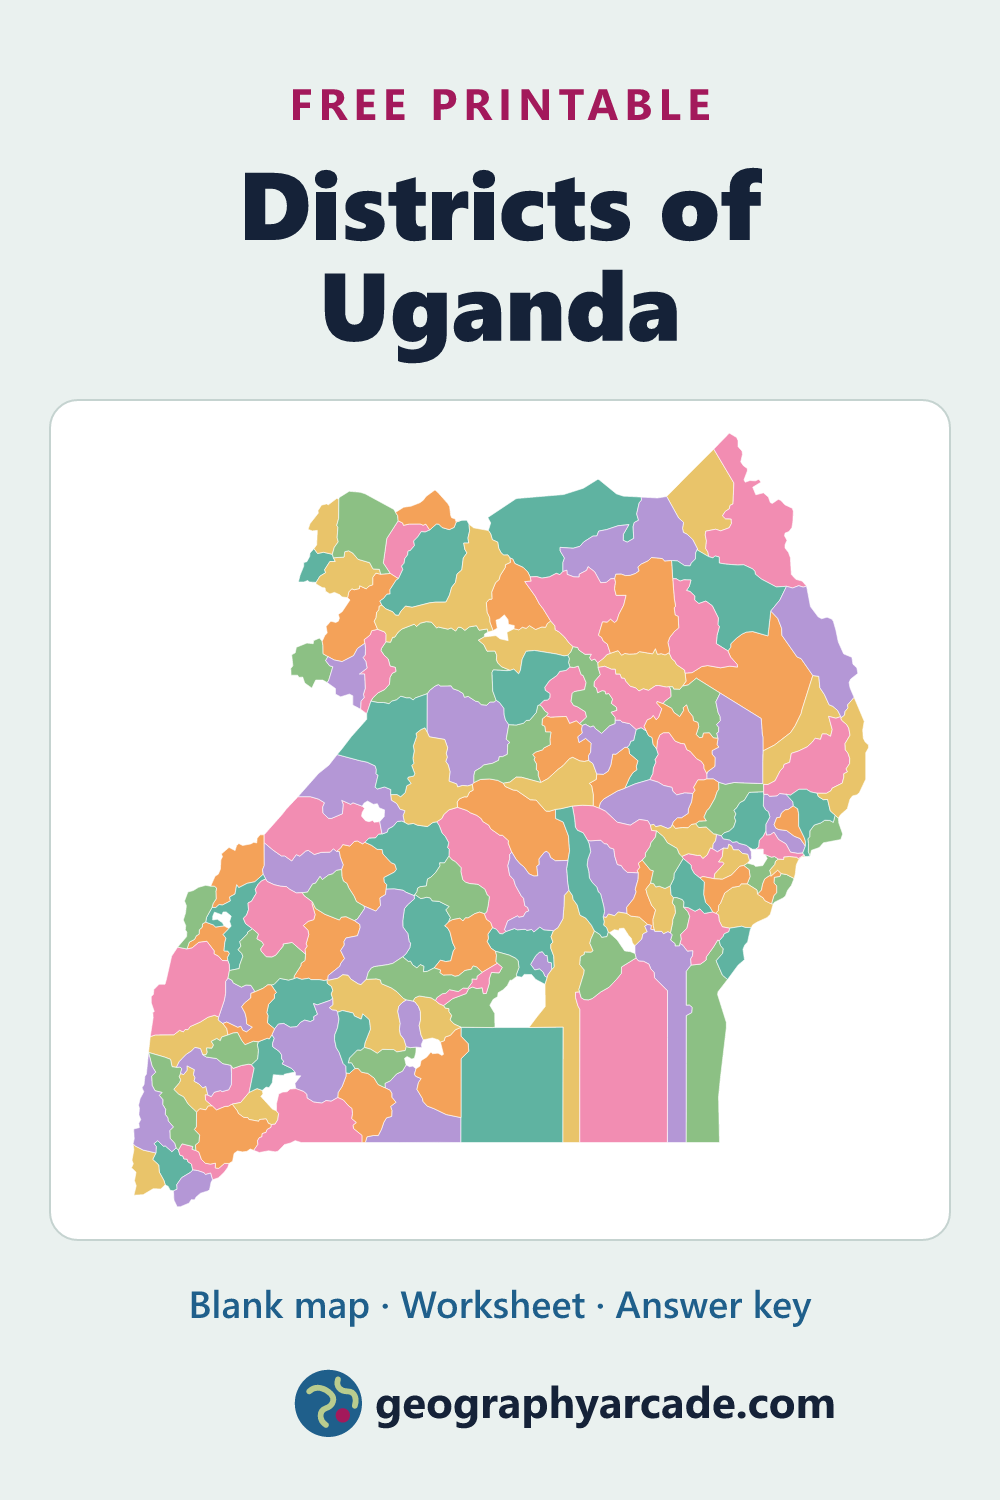 FREE PRINTABLE
Districts of
Uganda
Blank map · Worksheet · Answer key
geographyarcade.com